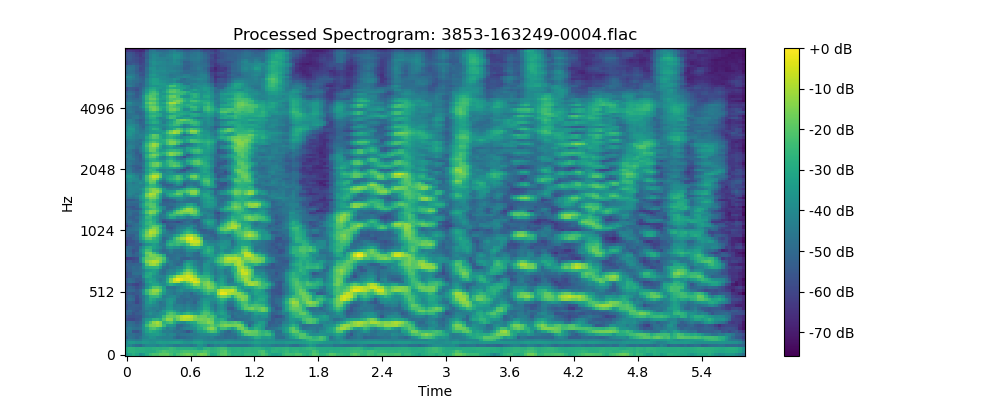 Processed Spectrogram: 3853-163249-0004.flac
+0 dB
4096
-10 dB
-20 dB
2048
-30 dB
Hz
1024
-40 dB
-50 dB
512
-60 dB
-70 dB
0
0 0.6 1.2 1.8 2.4 3 3.6 4.2 4.8 5.4
Time